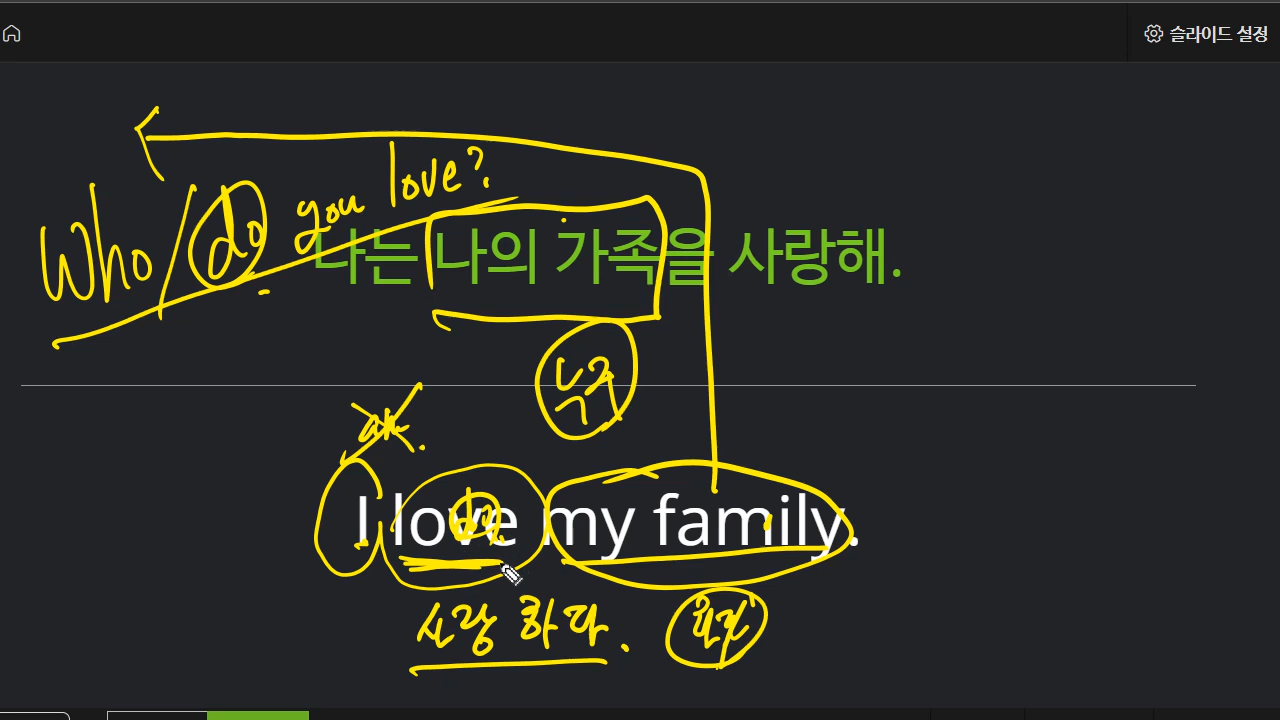 슬라이드 설정
Who/do you love?
나는 나의 가족을 사랑해.
누구
I love my family.
do
사랑하다.